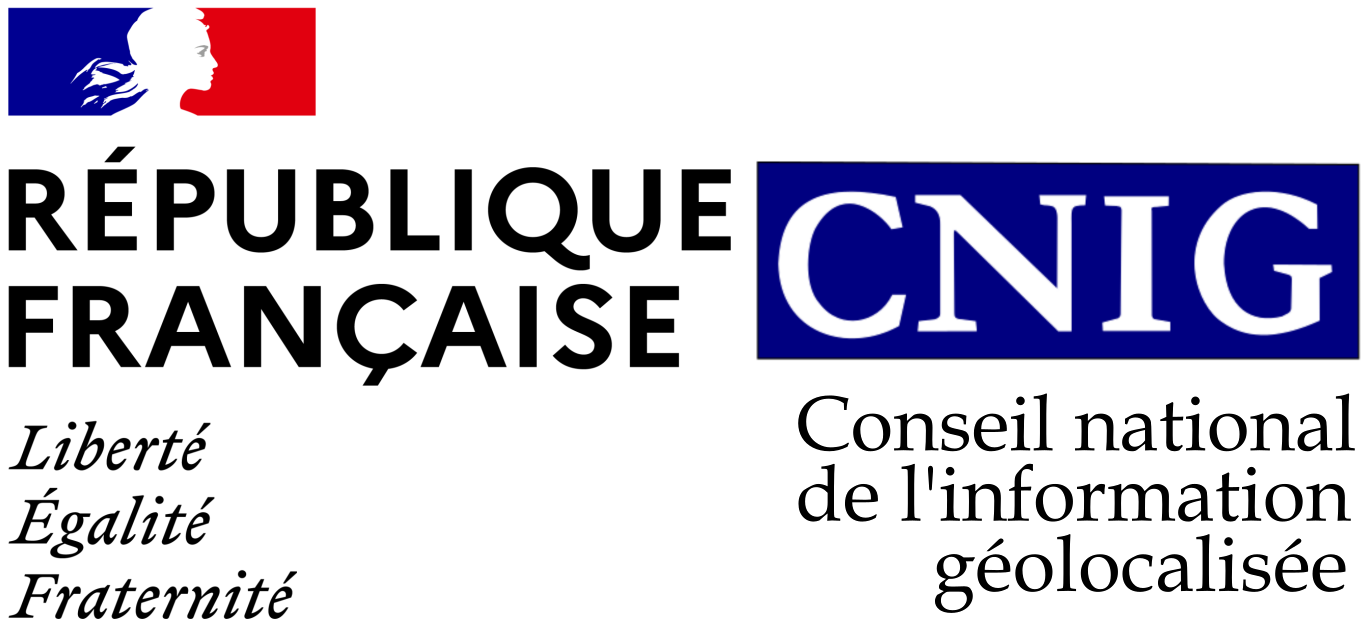 RÉPUBLIQUE
FRANÇAISE
Liberté
Égalité
Fraternité
CNIG
Conseil national
de l'information
géolocalisée